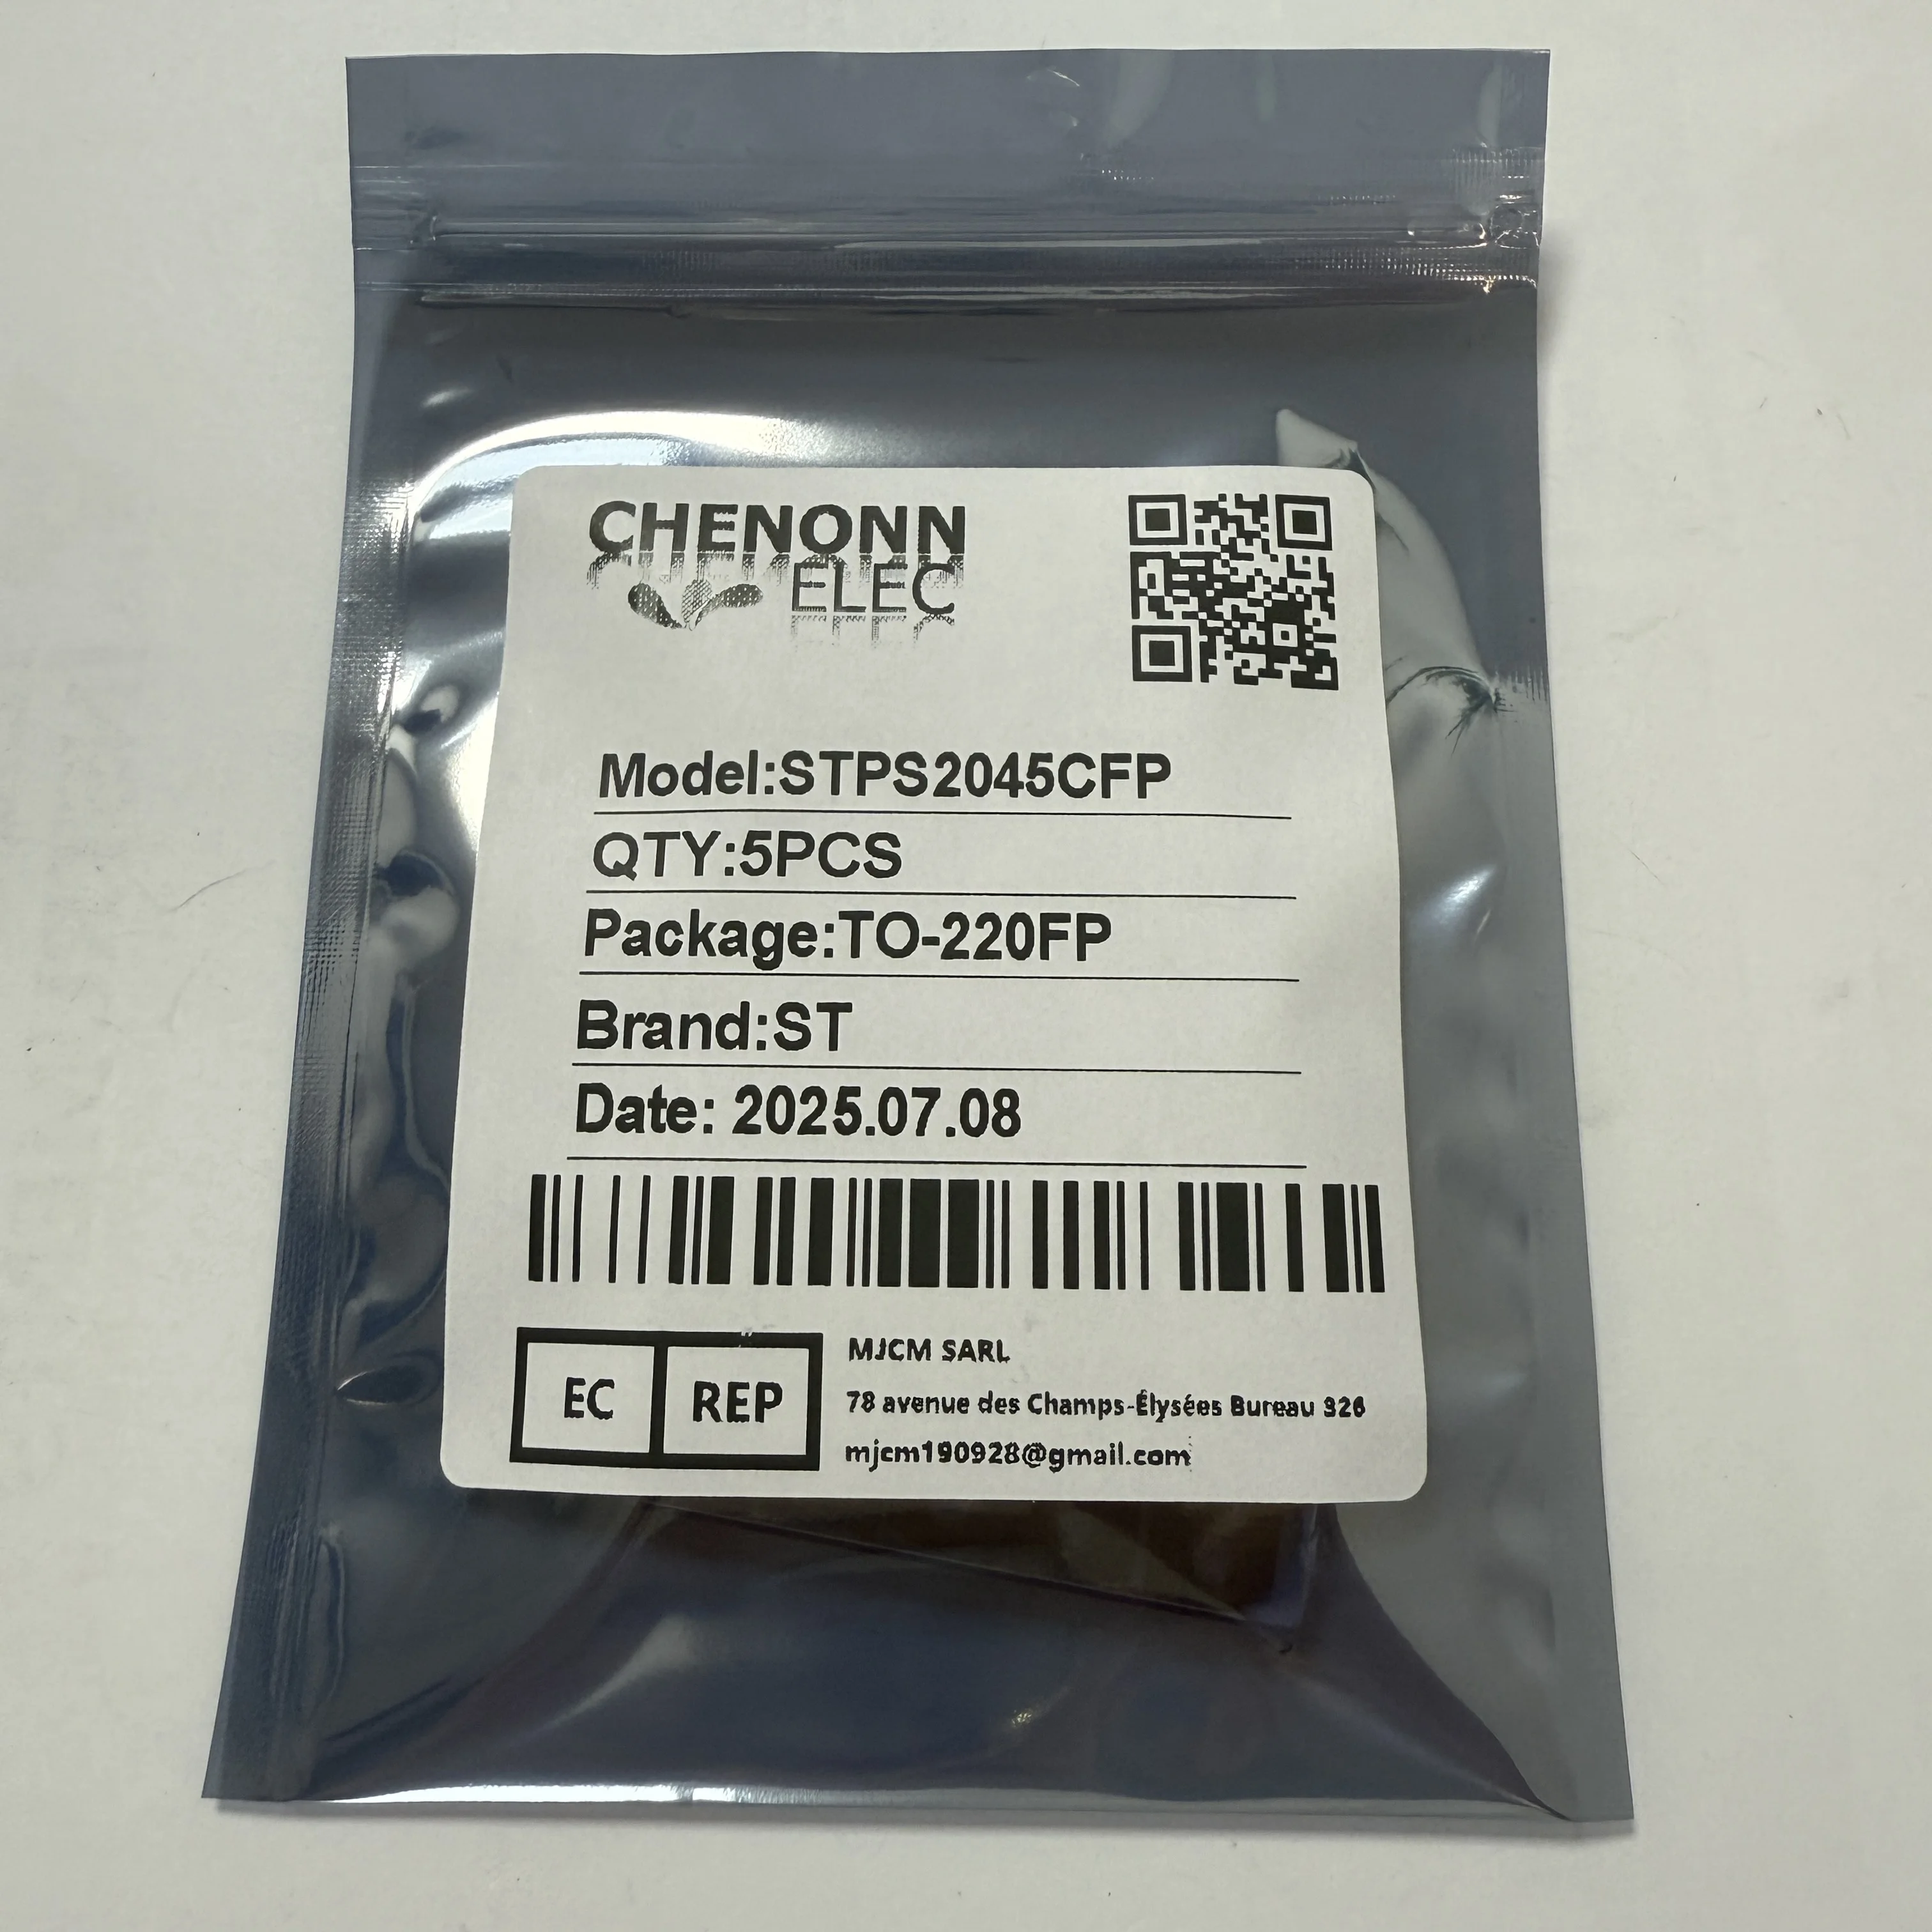 CHENONN
ELEC
Model:STPS2045CFP
QTY:5PCS
Package:TO-220FP
Brand:ST
Date: 2025.07.08
EC REP
MJCM SARL
78 avenue des Champs-Élysées Bureau 326
mjcm190928@gmail.com